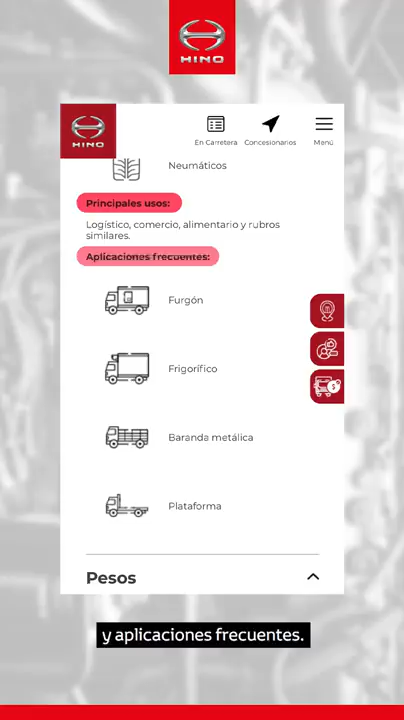 HINO
HINO
En Carretera
Concesionarios
Menú
Neumáticos
Principales usos:
Logístico, comercio, alimentario y rubros
similares.
Aplicaciones frecuentes:
Furgón
Frigorífico
Baranda metálica
Plataforma
Pesos
y aplicaciones frecuentes.